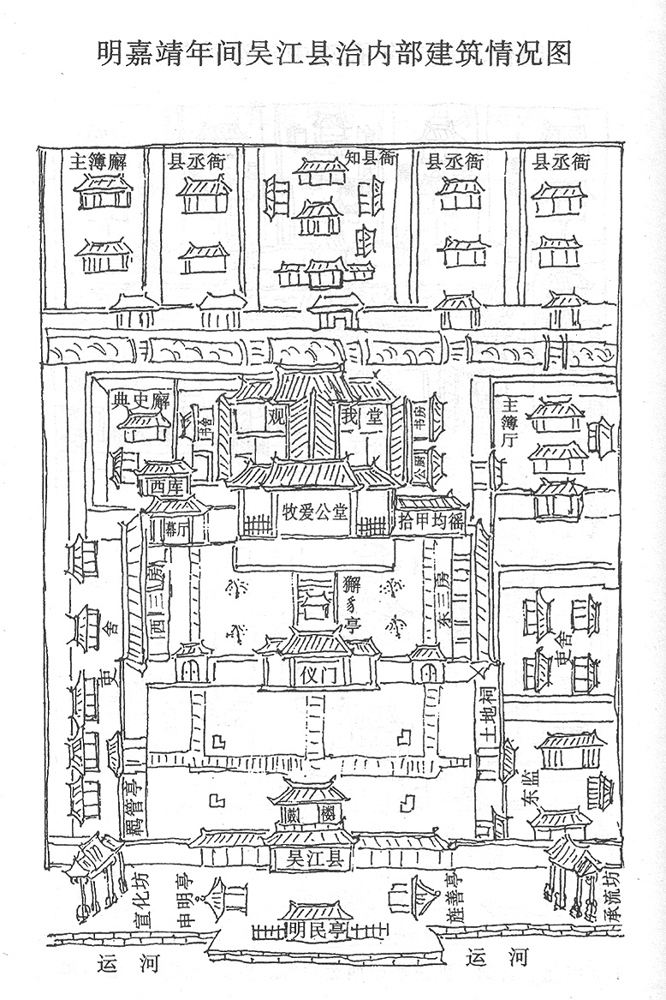 明嘉靖年间吴江县治内部建筑情况图
主簿廨
县丞衙
知县衙
县丞衙
县丞衙
典史廨
书舍
观我堂
书房
主簿厅
公厨
西库
幕厅
牧爱公堂
拾甲均徭
西三房
獬豸亭
东三房
吏舍
仪门
吏舍
土地祠
羁管亭
东监
吴江县
宣化坊
申明亭
旌善亭
承流坊
明民亭
运河
运河